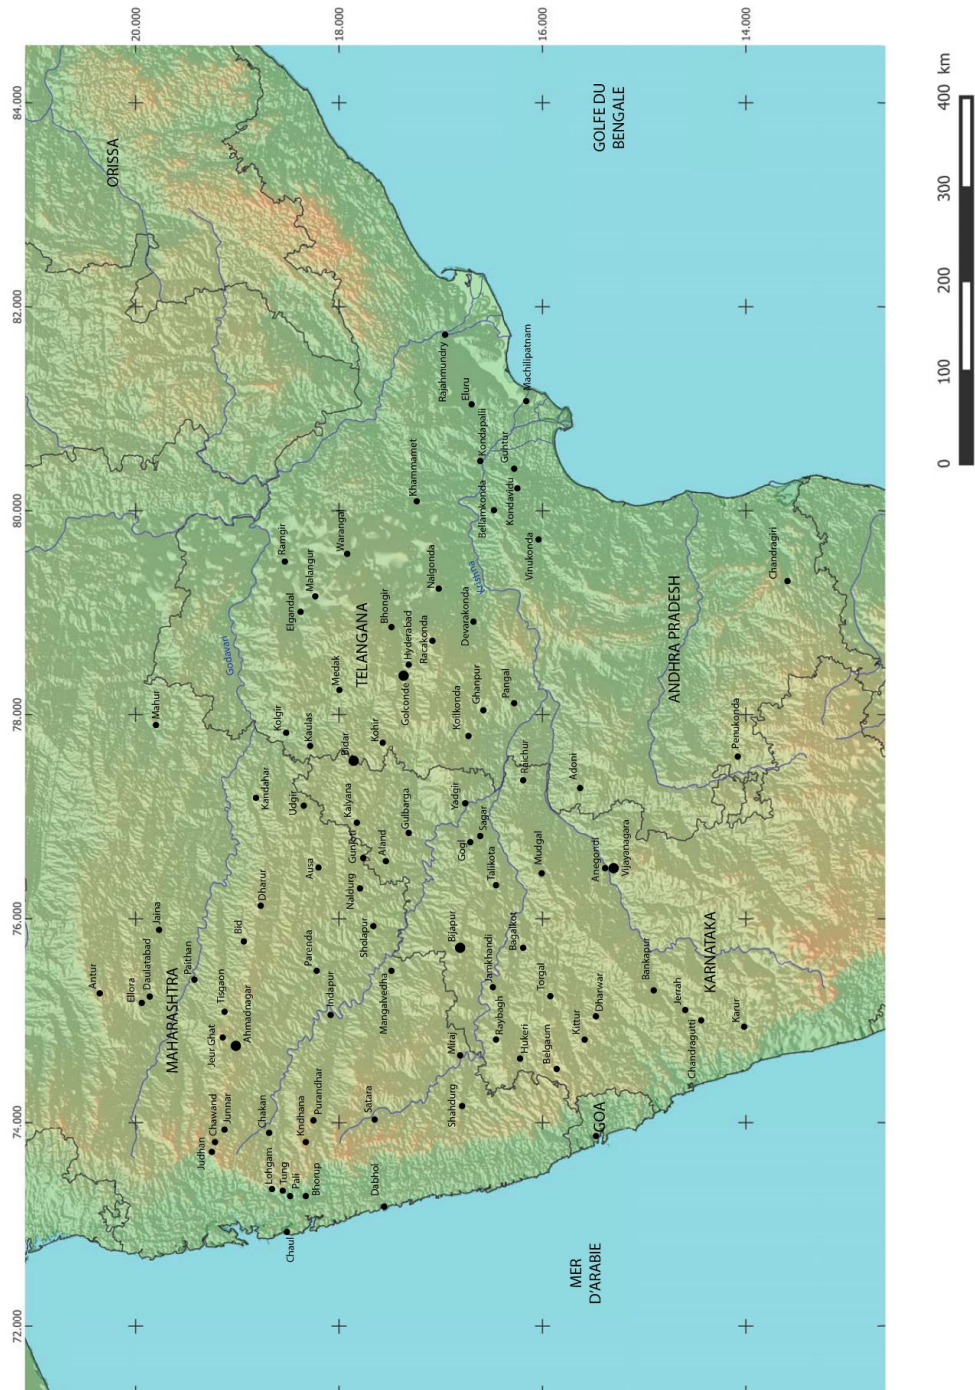 72.000
74.000
76.000
78.000
80.000
82.000
84.000
Antur
ORISSA
20.000
Ellora
Daulatabad
Jaina
Mahur
MAHARASHTRA
Paithan
Judhan
Chawand
Junnar
Jeur Ghat
Tisgaon
Ahmadnagar
Bid
Godavari
Dharur
Kandahar
Chakan
Lohgam
Tung
Pali
Bhorup
Chaul
Kndhana
Purandhar
Parenda
Indapur
Ausa
Udgir
Kolgir
Kaulas
Elgandal
Ramgir
Malangur
18.000
Medak
Warangal
TELANGANA
Bidar
Kalyana
Gunjoti
Naldurg
Sholapur
Aland
Kohir
Satara
Dabhol
Mangalvedha
Bhongir
Gulbarga
Golconde
Hyderabad
Khammamet
Racakonda
Nalgonda
Rajahmundry
Shahdurg
Miraj
Bijapur
Gogi
Yadgir
Sagar
Koilkonda
Ghanpur
Devarakonda
Krishna
Eluru
Kondapalli
Bellamkonda
Raybagh
Jamkhandi
Talikota
Hukeri
Bagalkot
Raichur
Pangal
Guntur
Kondavidu
Machilipatnam
Vinukonda
16.000
Mudgal
Torgal
Belgaum
Kittur
Dharwar
Adoni
GOA
Anegondi
Vijayanagara
MER
D'ARABIE
GOLFE DU
BENGALE
Bankapur
Jerrah
Chandragutti
KARNATAKA
ANDHRA PRADESH
Karur
Penukonda
Chandragiri
14.000
0
100
200
300
400
km